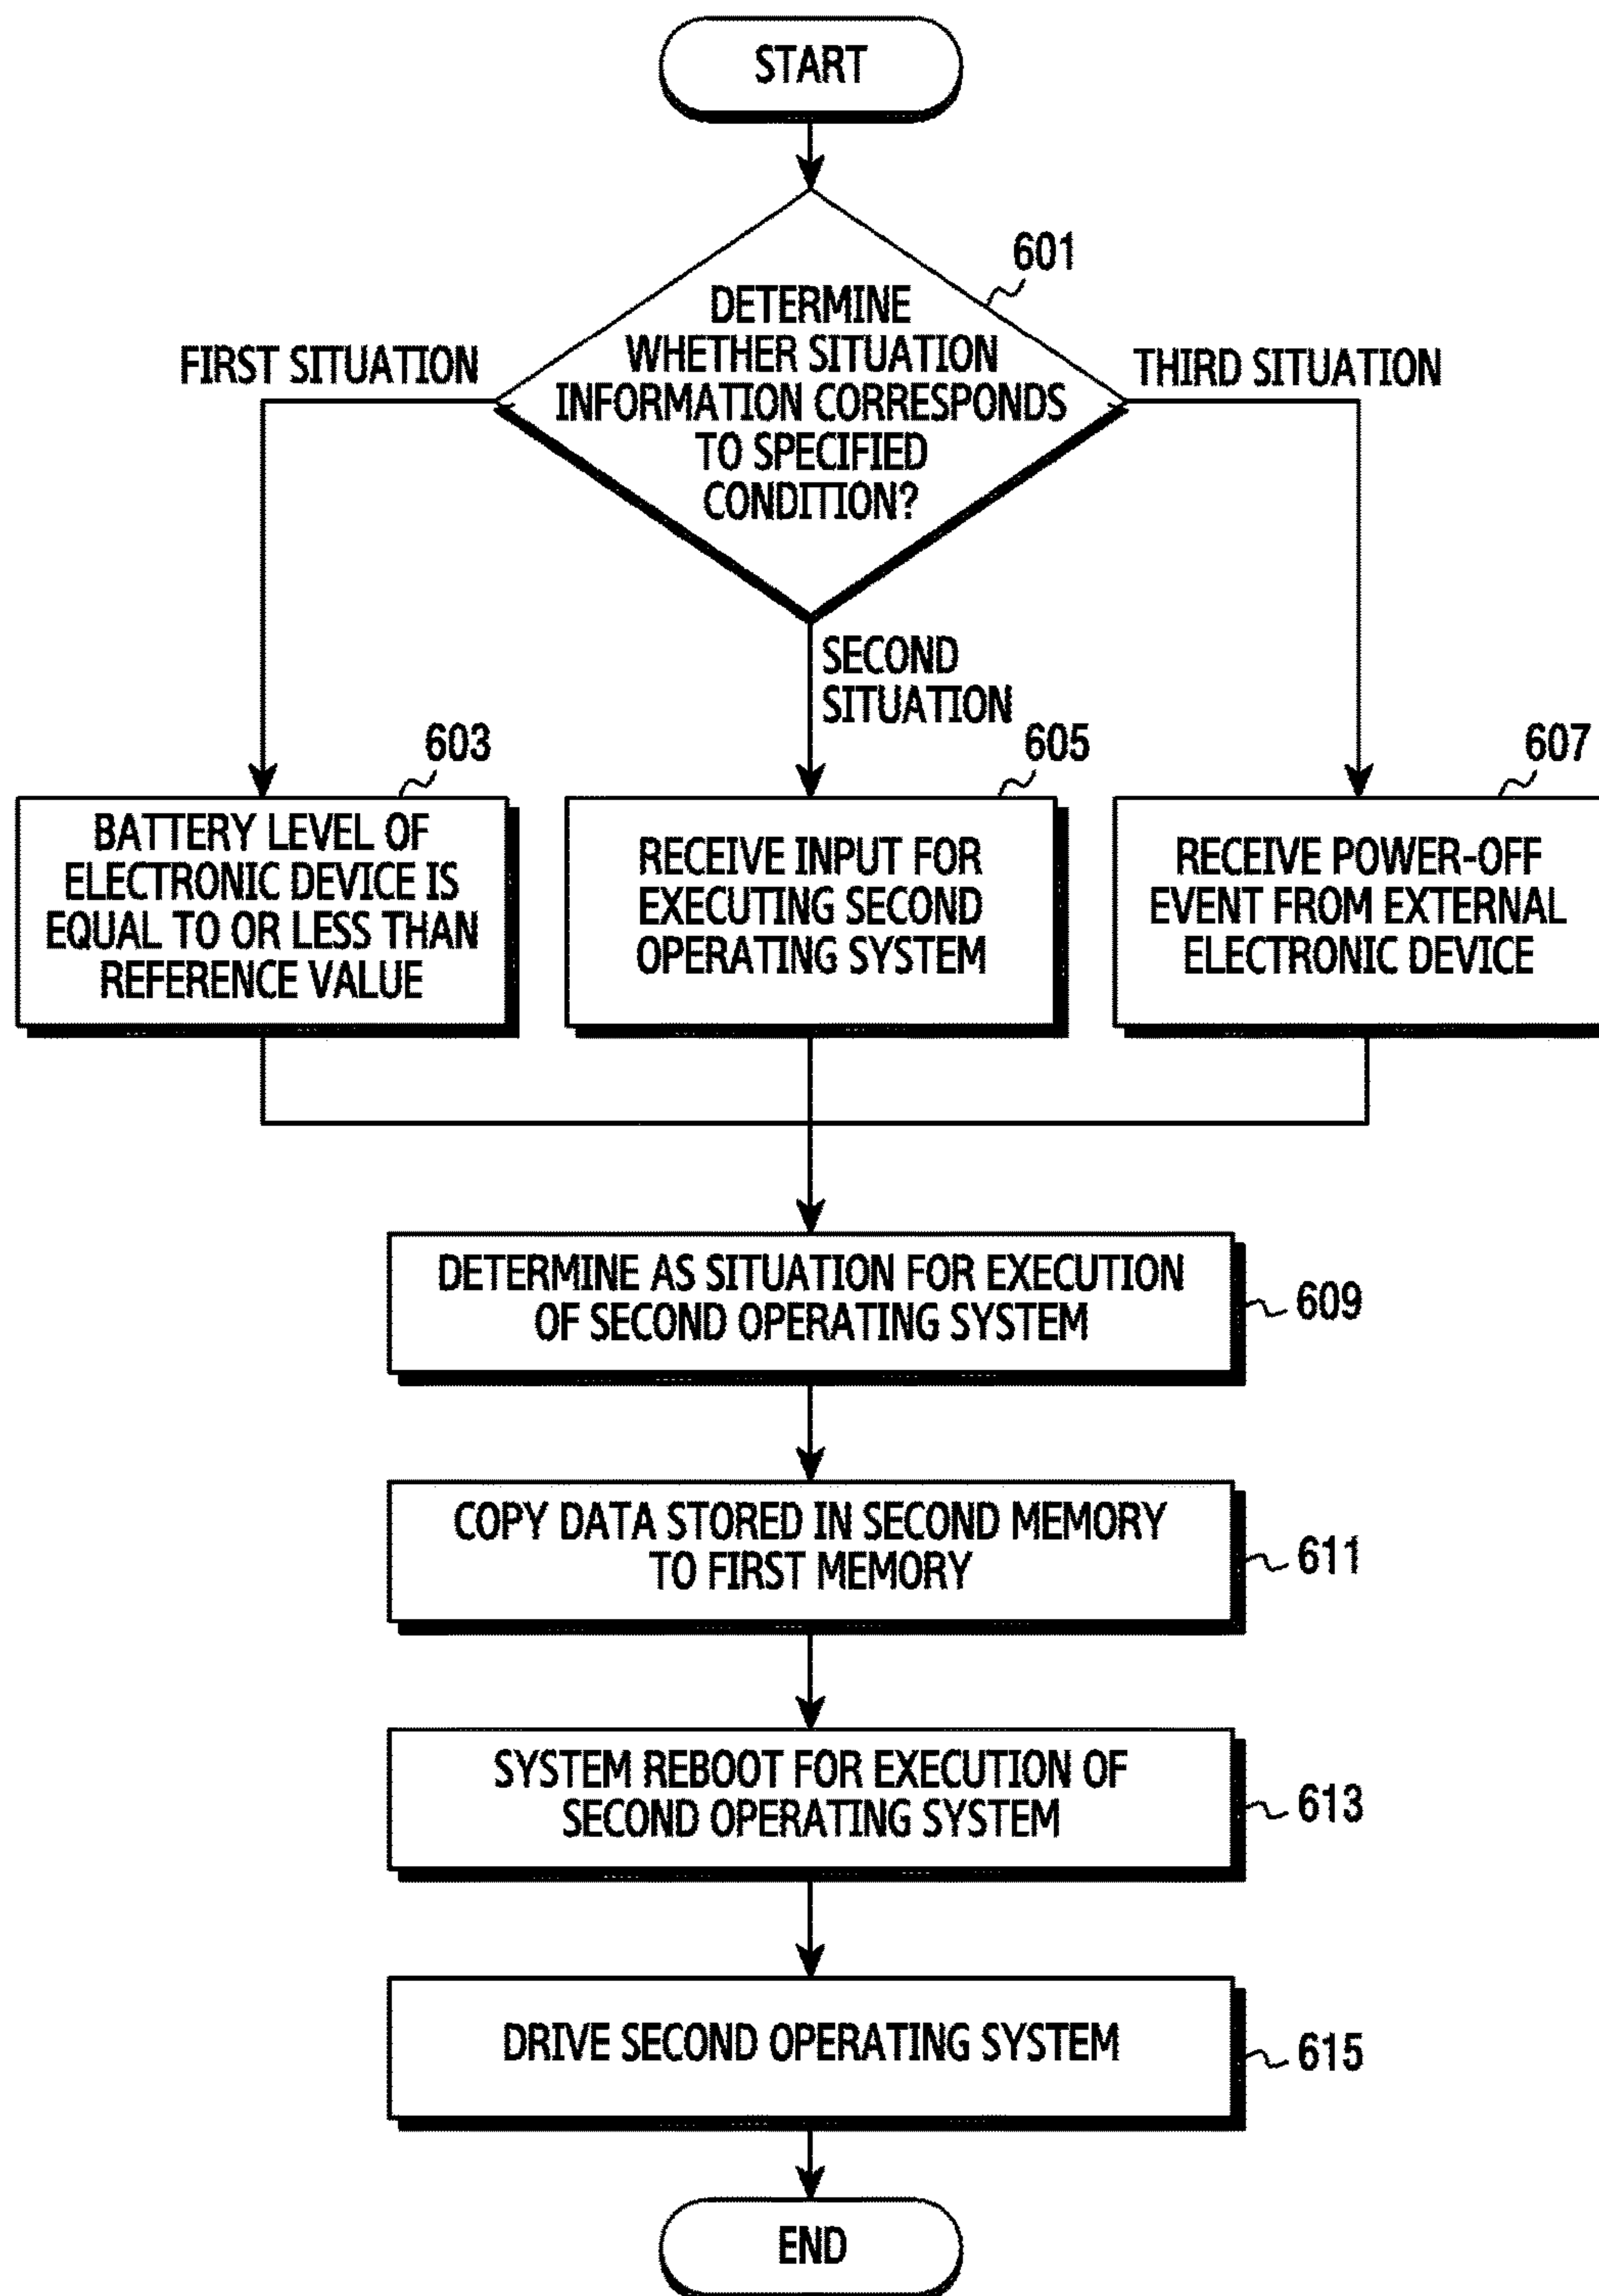 START
601
DETERMINE
WHETHER SITUATION
INFORMATION CORRESPONDS
TO SPECIFIED
CONDITION?
FIRST SITUATION
THIRD SITUATION
SECOND
SITUATION
603
BATTERY LEVEL OF
ELECTRONIC DEVICE IS
EQUAL TO OR LESS THAN
REFERENCE VALUE
605
RECEIVE INPUT FOR
EXECUTING SECOND
OPERATING SYSTEM
607
RECEIVE POWER-OFF
EVENT FROM EXTERNAL
ELECTRONIC DEVICE
DETERMINE AS SITUATION FOR EXECUTION
OF SECOND OPERATING SYSTEM
609
COPY DATA STORED IN SECOND MEMORY
TO FIRST MEMORY
611
SYSTEM REBOOT FOR EXECUTION OF
SECOND OPERATING SYSTEM
613
DRIVE SECOND OPERATING SYSTEM
615
END